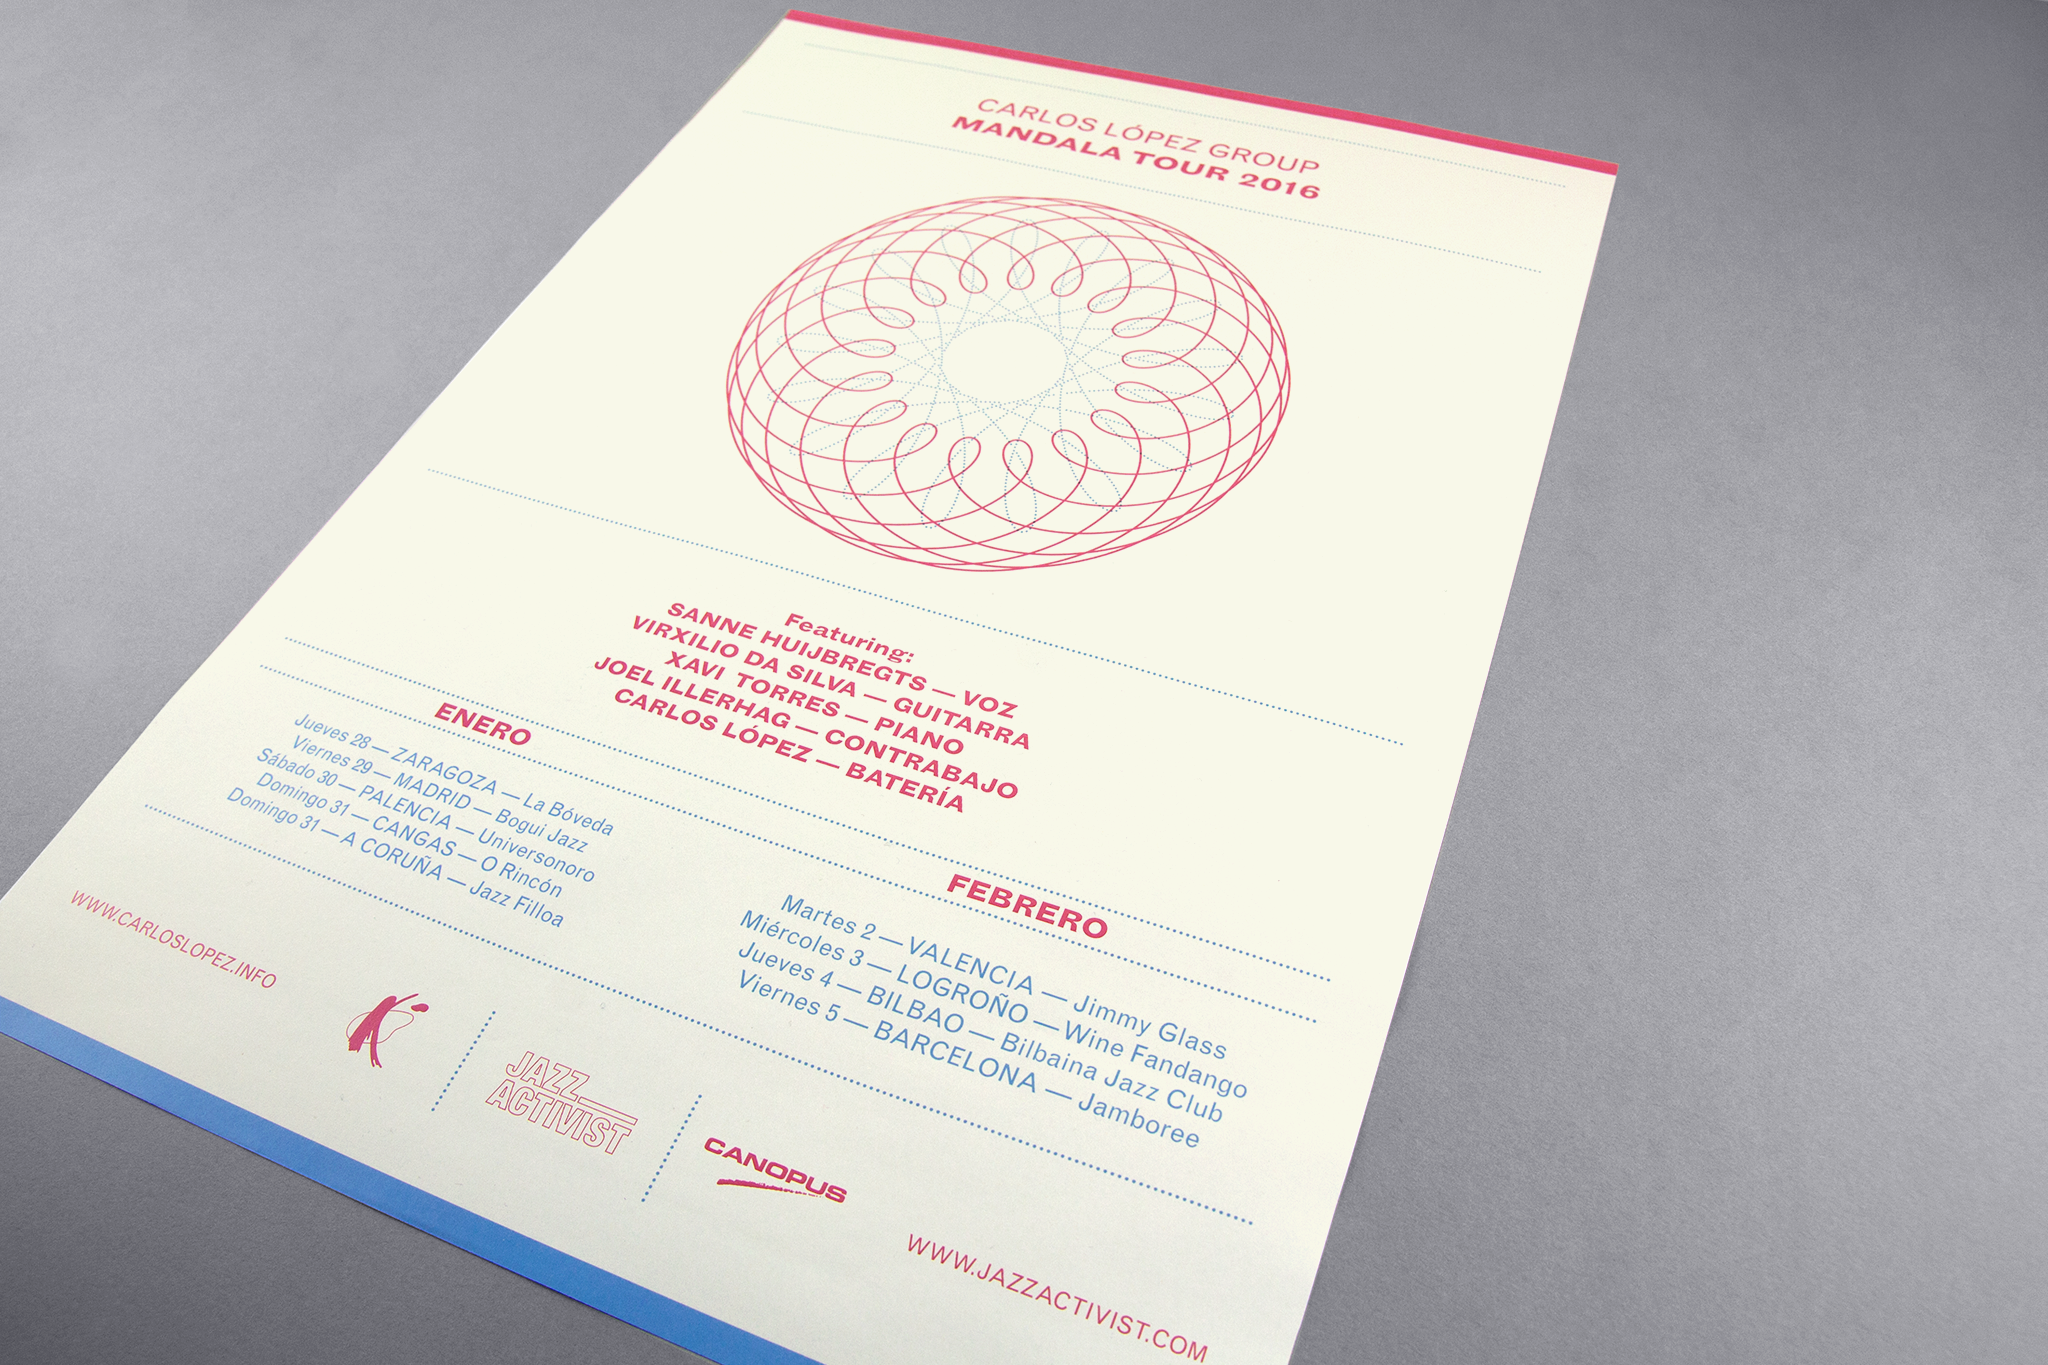 CARLOS LÓPEZ GROUP
MANDALA TOUR 2016
Featuring:
SANNE HUIJBREGTS — VOZ
VIRXILIO DA SILVA — GUITARRA
XAVI TORRES — PIANO
JOEL ILLERHAG — CONTRABAJO
CARLOS LÓPEZ — BATERÍA
ENERO
Jueves 28 — ZARAGOZA — La Bóveda
Viernes 29 — MADRID — Bogui Jazz
Sábado 30 — PALENCIA — Universonoro
Domingo 31 — CANGAS — O Rincón
Domingo 31 — A CORUÑA — Jazz Filloa
FEBRERO
Martes 2 — VALENCIA — Jimmy Glass
Miércoles 3 — LOGROÑO — Wine Fandango
Jueves 4 — BILBAO — Bilbaina Jazz Club
Viernes 5 — BARCELONA — Jamboree
WWW.CARLOSLOPEZ.INFO
JAZZ
ACTIVIST
CANOPUS
WWW.JAZZACTIVIST.COM